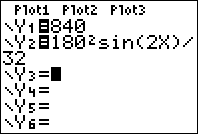 Plot1 Plot2 Plot3
\Y₁=840
\Y₂=180²sin(2X)/
32
\Y₃=
\Y₄=
\Y₅=
\Y₆=